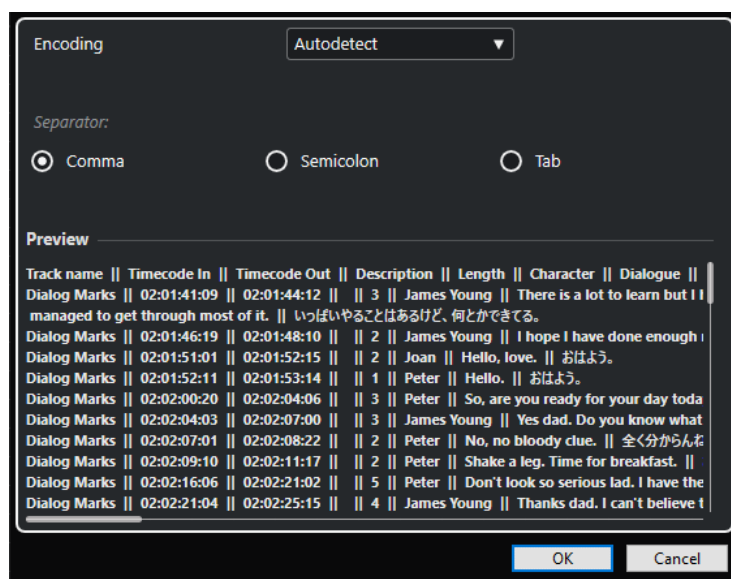 Encoding Autodetect
Separator:
Comma Semicolon Tab
Preview
Track name || Timecode In || Timecode Out || Description || Length || Character || Dialogue ||
Dialog Marks || 02:01:41:09 || 02:01:44:12 || || 3 || James Young || There is a lot to learn but I
managed to get through most of it. || いっぱいやることはあるけど、何とかできてる。
Dialog Marks || 02:01:46:19 || 02:01:48:10 || || 2 || James Young || I hope I have done enough
Dialog Marks || 02:01:51:01 || 02:01:52:15 || || 2 || Joan || Hello, love. || おはよう。
Dialog Marks || 02:01:52:11 || 02:01:53:14 || || 1 || Peter || Hello. || おはよう。
Dialog Marks || 02:02:00:20 || 02:02:04:06 || || 3 || Peter || So, are you ready for your day toda
Dialog Marks || 02:02:04:03 || 02:02:07:00 || || 3 || James Young || Yes dad. Do you know what
Dialog Marks || 02:02:07:01 || 02:02:08:22 || || 2 || Peter || No, no bloody clue. || 全く分からんね
Dialog Marks || 02:02:09:10 || 02:02:11:17 || || 2 || Peter || Shake a leg. Time for breakfast. ||
Dialog Marks || 02:02:16:06 || 02:02:21:02 || || 5 || Peter || Don't look so serious lad. I have the
Dialog Marks || 02:02:21:04 || 02:02:25:15 || || 4 || James Young || Thanks dad. I can't believe t
OK Cancel